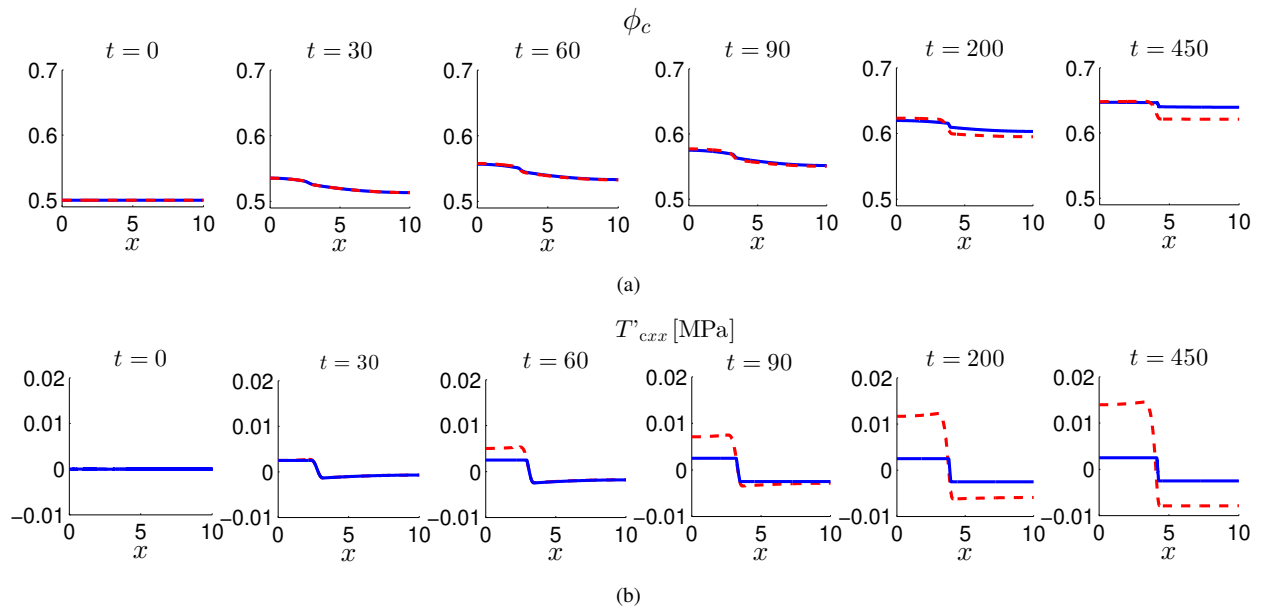 ϕc
t = 0 t = 30 t = 60 t = 90 t = 200 t = 450
0.7 0.7 0.7 0.7 0.7 0.7
0.6 0.6 0.6 0.6 0.6 0.6
0.5 0.5 0.5 0.5 0.5 0.5
0 5 10 0 5 10 0 5 10 0 5 10 0 5 10 0 5 10
x x x x x x
(a)
T'cxx [MPa]
t = 0 t = 30 t = 60 t = 90 t = 200 t = 450
0.02 0.02 0.02 0.02 0.02 0.02
0.01 0.01 0.01 0.01 0.01 0.01
0 0 0 0 0 0
−0.01 −0.01 −0.01 −0.01 −0.01 −0.01
0 5 10 0 5 10 0 5 10 0 5 10 0 5 10 0 5 10
x x x x x x
(b)